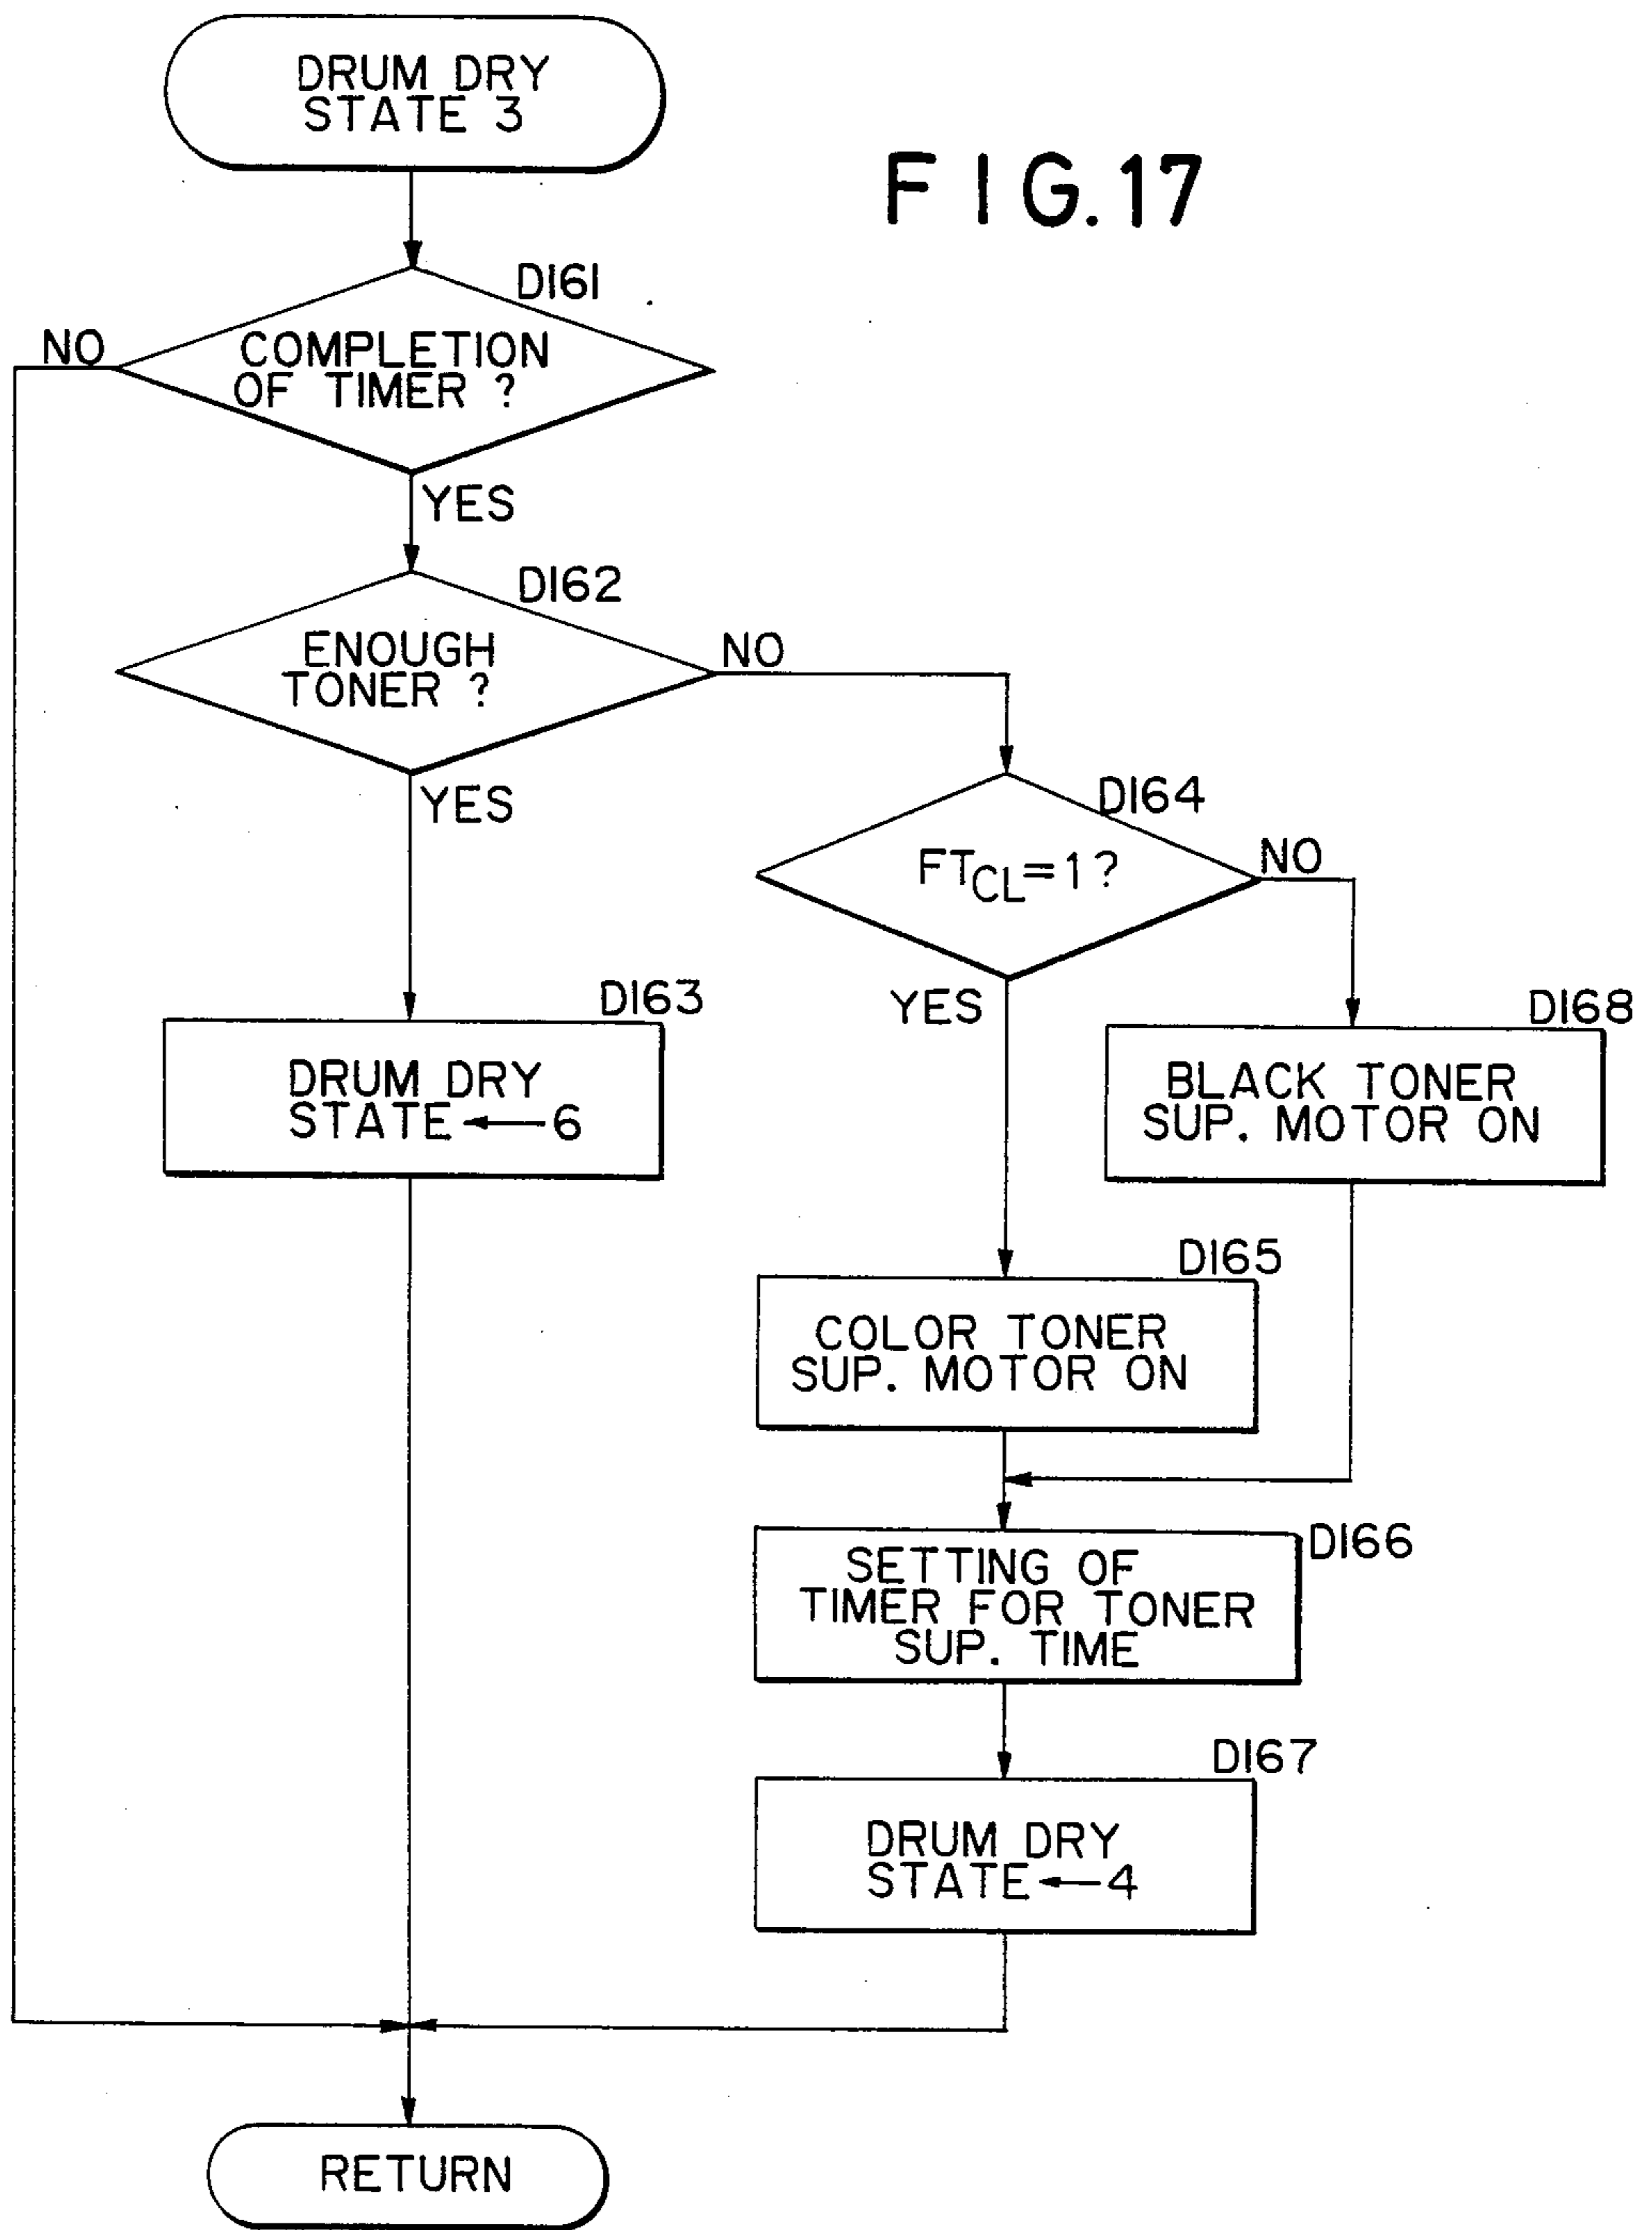 DRUM DRY
STATE 3
FIG. 17
D161
NO
COMPLETION
OF TIMER ?
YES
D162
ENOUGH
TONER ?
NO
YES
D164
FTCL=1?
NO
YES
D163
DRUM DRY
STATE ← 6
D168
BLACK TONER
SUP. MOTOR ON
D165
COLOR TONER
SUP. MOTOR ON
D166
SETTING OF
TIMER FOR TONER
SUP. TIME
D167
DRUM DRY
STATE ← 4
RETURN